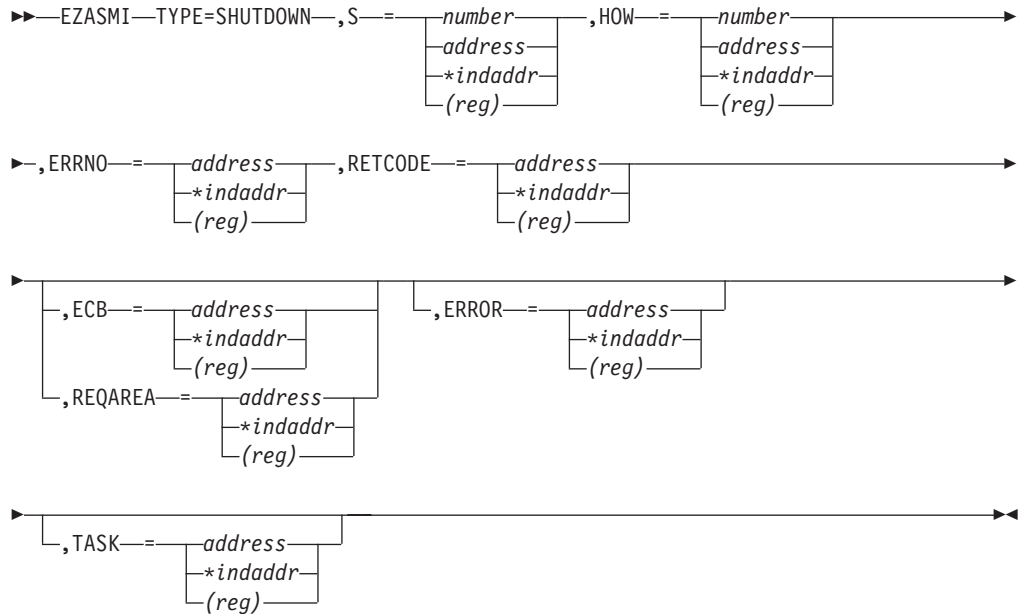 EZASMI TYPE=SHUTDOWN ,S = number ,HOW = number
address address
*indaddr *indaddr
(reg) (reg)
,ERRNO = address ,RETCODE = address
*indaddr *indaddr
(reg) (reg)
,ECB = address ,ERROR = address
*indaddr *indaddr
(reg) (reg)
,REQAREA = address
*indaddr
(reg)
,TASK = address
*indaddr
(reg)